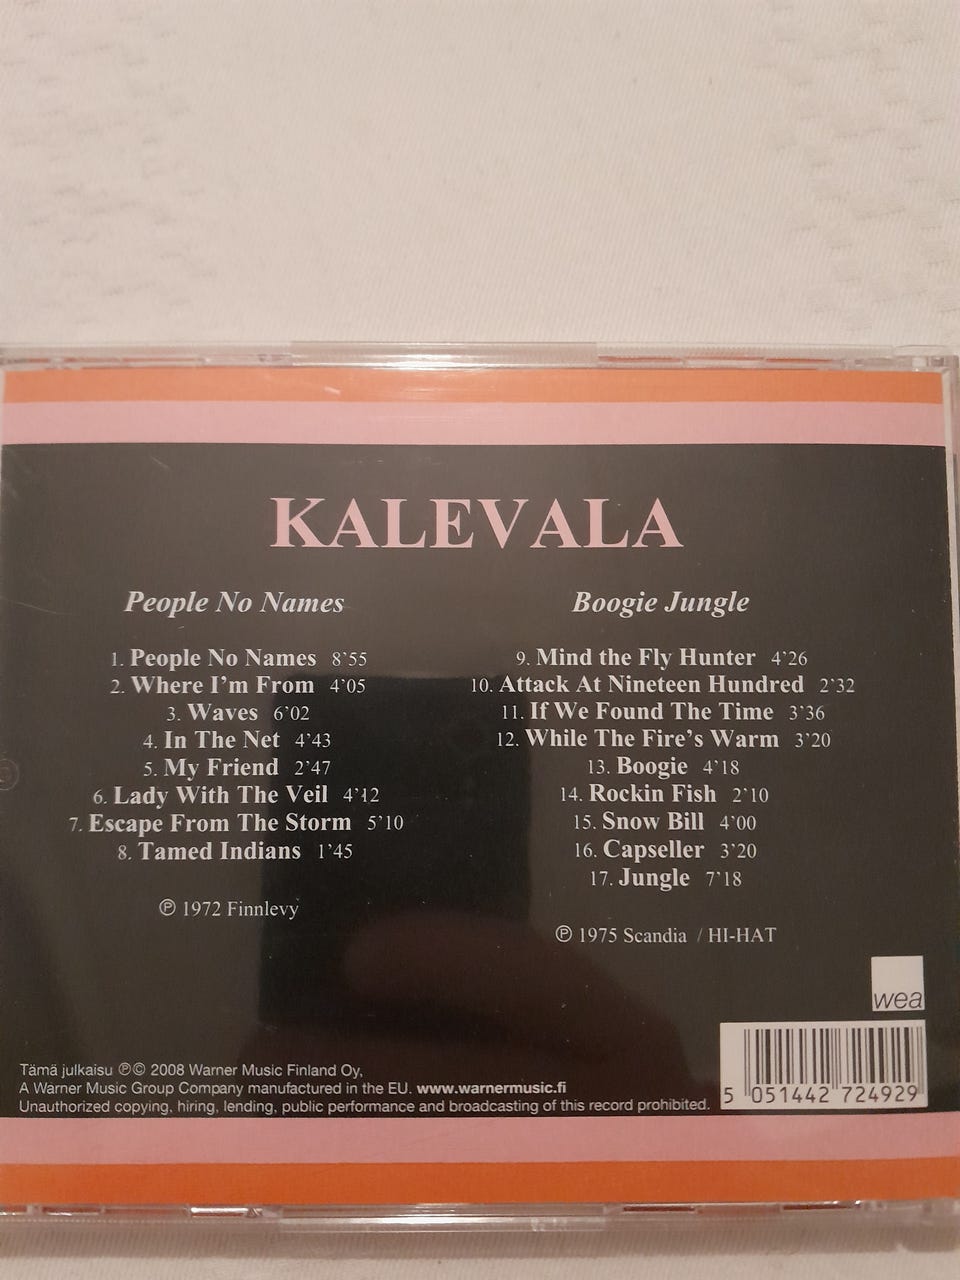 KALEVALA
People No Names
1. People No Names 8'55
2. Where I'm From 4'05
3. Waves 6'02
4. In The Net 4'43
5. My Friend 2'47
6. Lady With The Veil 4'12
7. Escape From The Storm 5'10
8. Tamed Indians 1'45
℗ 1972 Finnlevy
Boogie Jungle
9. Mind the Fly Hunter 4'26
10. Attack At Nineteen Hundred 2'32
11. If We Found The Time 3'36
12. While The Fire's Warm 3'20
13. Boogie 4'18
14. Rockin Fish 2'10
15. Snow Bill 4'00
16. Capseller 3'20
17. Jungle 7'18
℗ 1975 Scandia / HI-HAT
wea
Tämä julkaisu ℗© 2008 Warner Music Finland Oy,
A Warner Music Group Company manufactured in the EU. www.warnermusic.fi
Unauthorized copying, hiring, lending, public performance and broadcasting of this record prohibited.
5 051442 724929